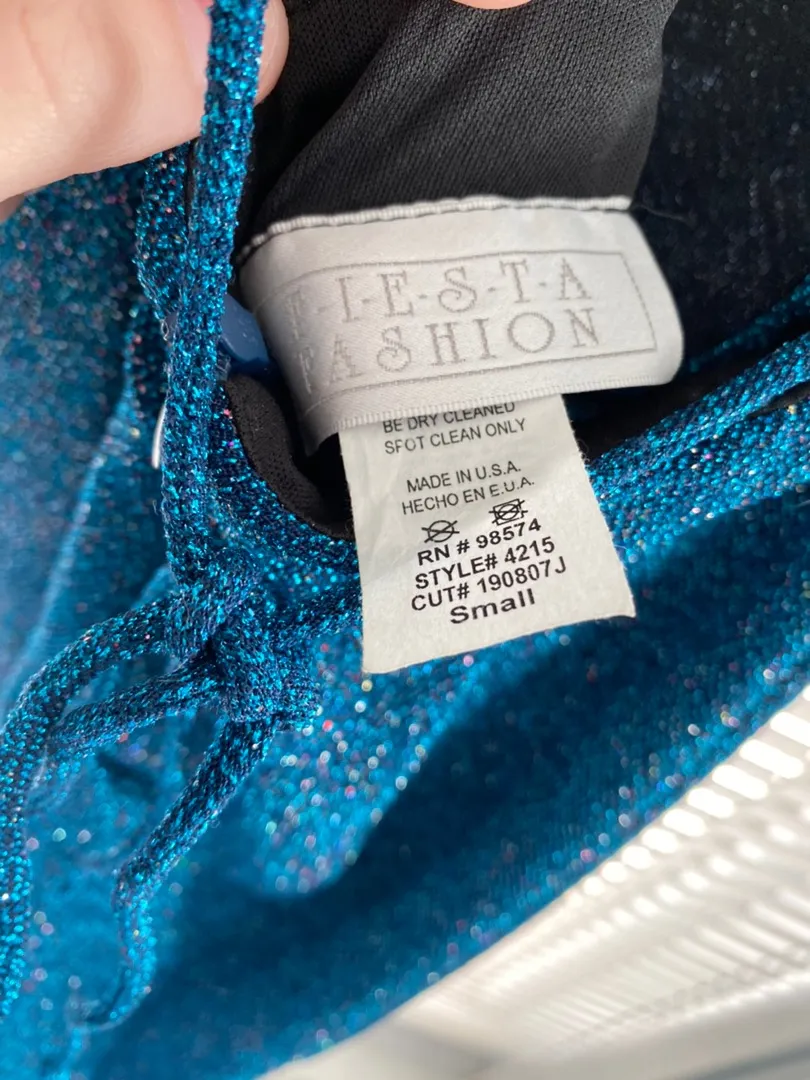 F·I·E·S·T·A
FASHION
BE DRY CLEANED
SPOT CLEAN ONLY
MADE IN U.S.A.
HECHO EN E.U.A.
RN # 98574
STYLE# 4215
CUT# 190807J
Small